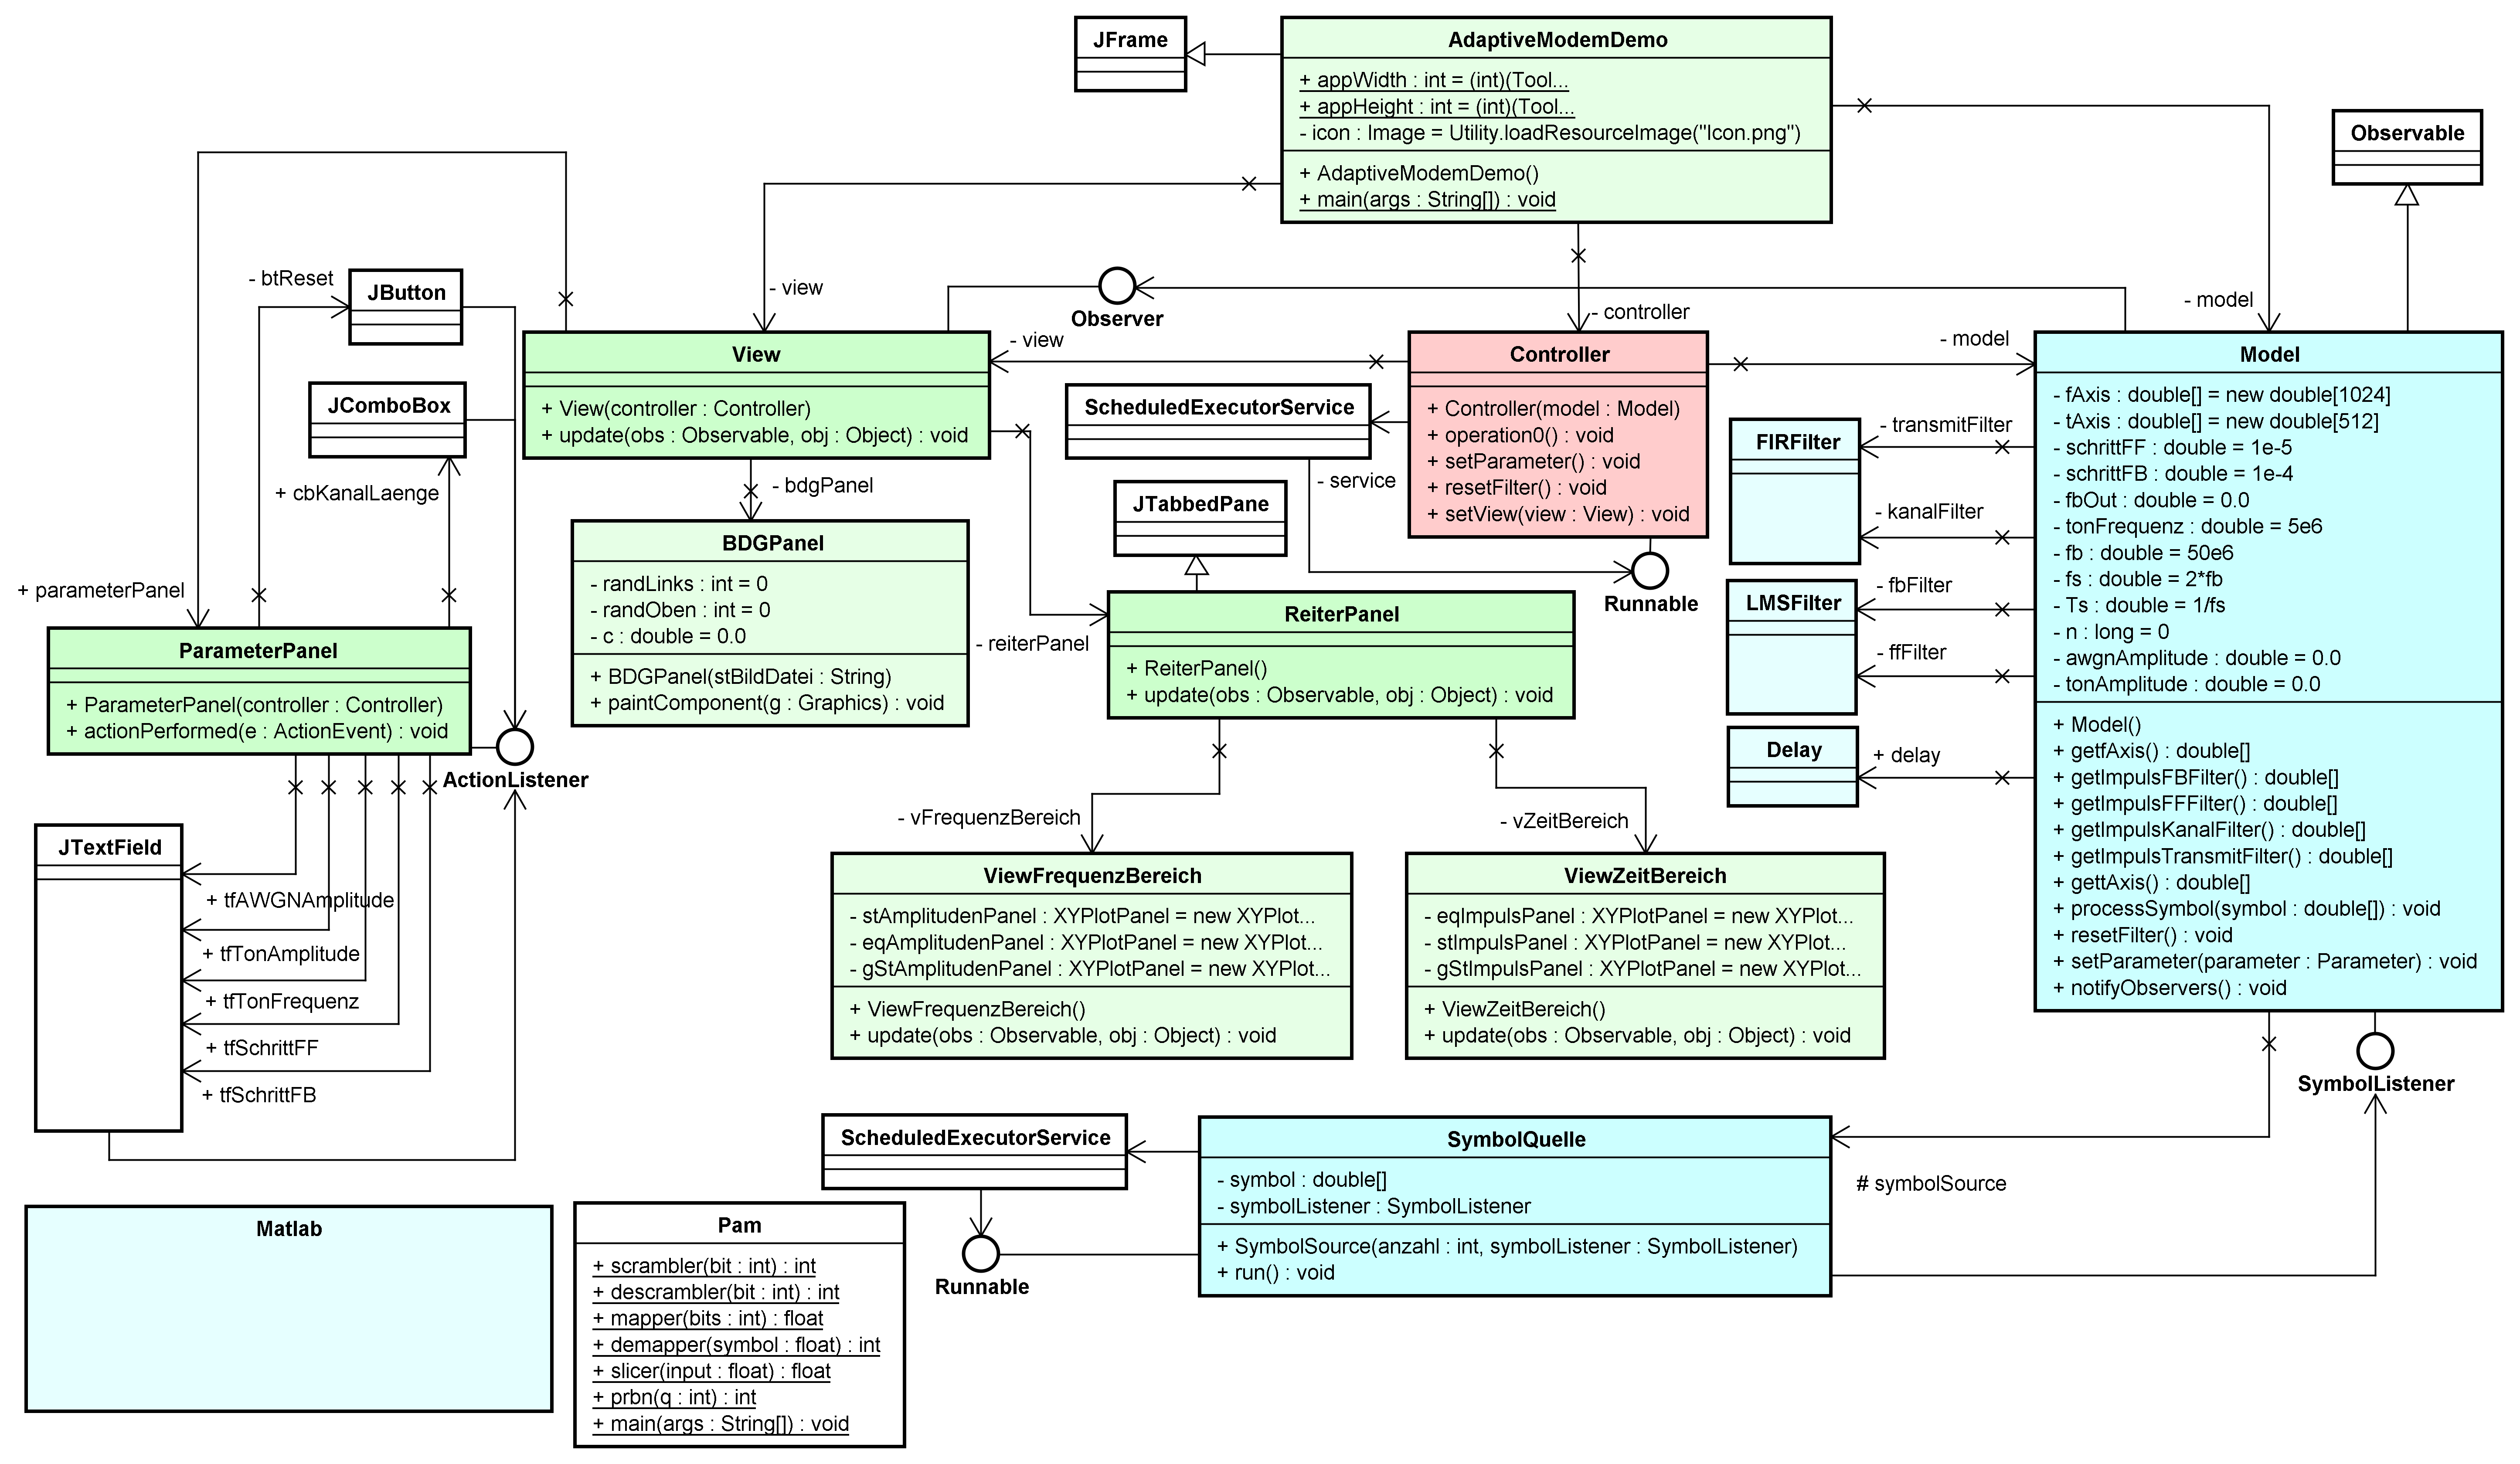 JFrame
AdaptiveModemDemo
+ appWidth : int = (int)(Tool...
+ appHeight : int = (int)(Tool...
- icon : Image = Utility.loadResourceImage("Icon.png")
+ AdaptiveModemDemo()
+ main(args : String[]) : void
Observable
- view
- controller
- model
Observer
- btReset
JButton
JComboBox
+ cbKanalLaenge
+ parameterPanel
View
+ View(controller : Controller)
+ update(obs : Observable, obj : Object) : void
- view
Controller
+ Controller(model : Model)
+ operation0() : void
+ setParameter() : void
+ resetFilter() : void
+ setView(view : View) : void
- model
ScheduledExecutorService
- service
Runnable
JTabbedPane
- bdgPanel
BDGPanel
- randLinks : int = 0
- randOben : int = 0
- c : double = 0.0
+ BDGPanel(stBildDatei : String)
+ paintComponent(g : Graphics) : void
- reiterPanel
ReiterPanel
+ ReiterPanel()
+ update(obs : Observable, obj : Object) : void
FIRFilter
- transmitFilter
- kanalFilter
LMSFilter
- fbFilter
- ffFilter
Delay
+ delay
Model
- fAxis : double[] = new double[1024]
- tAxis : double[] = new double[512]
- schrittFF : double = 1e-5
- schrittFB : double = 1e-4
- fbOut : double = 0.0
- tonFrequenz : double = 5e6
- fb : double = 50e6
- fs : double = 2*fb
- Ts : double = 1/fs
- n : long = 0
- awgnAmplitude : double = 0.0
- tonAmplitude : double = 0.0
+ Model()
+ getfAxis() : double[]
+ getImpulsFBFilter() : double[]
+ getImpulsFFFilter() : double[]
+ getImpulsKanalFilter() : double[]
+ getImpulsTransmitFilter() : double[]
+ gettAxis() : double[]
+ processSymbol(symbol : double[]) : void
+ resetFilter() : void
+ setParameter(parameter : Parameter) : void
+ notifyObservers() : void
ParameterPanel
+ ParameterPanel(controller : Controller)
+ actionPerformed(e : ActionEvent) : void
ActionListener
JTextField
+ tfAWGNAmplitude
+ tfTonAmplitude
+ tfTonFrequenz
+ tfSchrittFF
+ tfSchrittFB
- vFrequenzBereich
ViewFrequenzBereich
- stAmplitudenPanel : XYPlotPanel = new XYPlot...
- eqAmplitudenPanel : XYPlotPanel = new XYPlot...
- gStAmplitudenPanel : XYPlotPanel = new XYPlot...
+ ViewFrequenzBereich()
+ update(obs : Observable, obj : Object) : void
- vZeitBereich
ViewZeitBereich
- eqImpulsPanel : XYPlotPanel = new XYPlot...
- stImpulsPanel : XYPlotPanel = new XYPlot...
- gStImpulsPanel : XYPlotPanel = new XYPlot...
+ ViewZeitBereich()
+ update(obs : Observable, obj : Object) : void
SymbolListener
ScheduledExecutorService
Runnable
SymbolQuelle
- symbol : double[]
- symbolListener : SymbolListener
+ SymbolSource(anzahl : int, symbolListener : SymbolListener)
+ run() : void
# symbolSource
Matlab
Pam
+ scrambler(bit : int) : int
+ descrambler(bit : int) : int
+ mapper(bits : int) : float
+ demapper(symbol : float) : int
+ slicer(input : float) : float
+ prbn(q : int) : int
+ main(args : String[]) : void